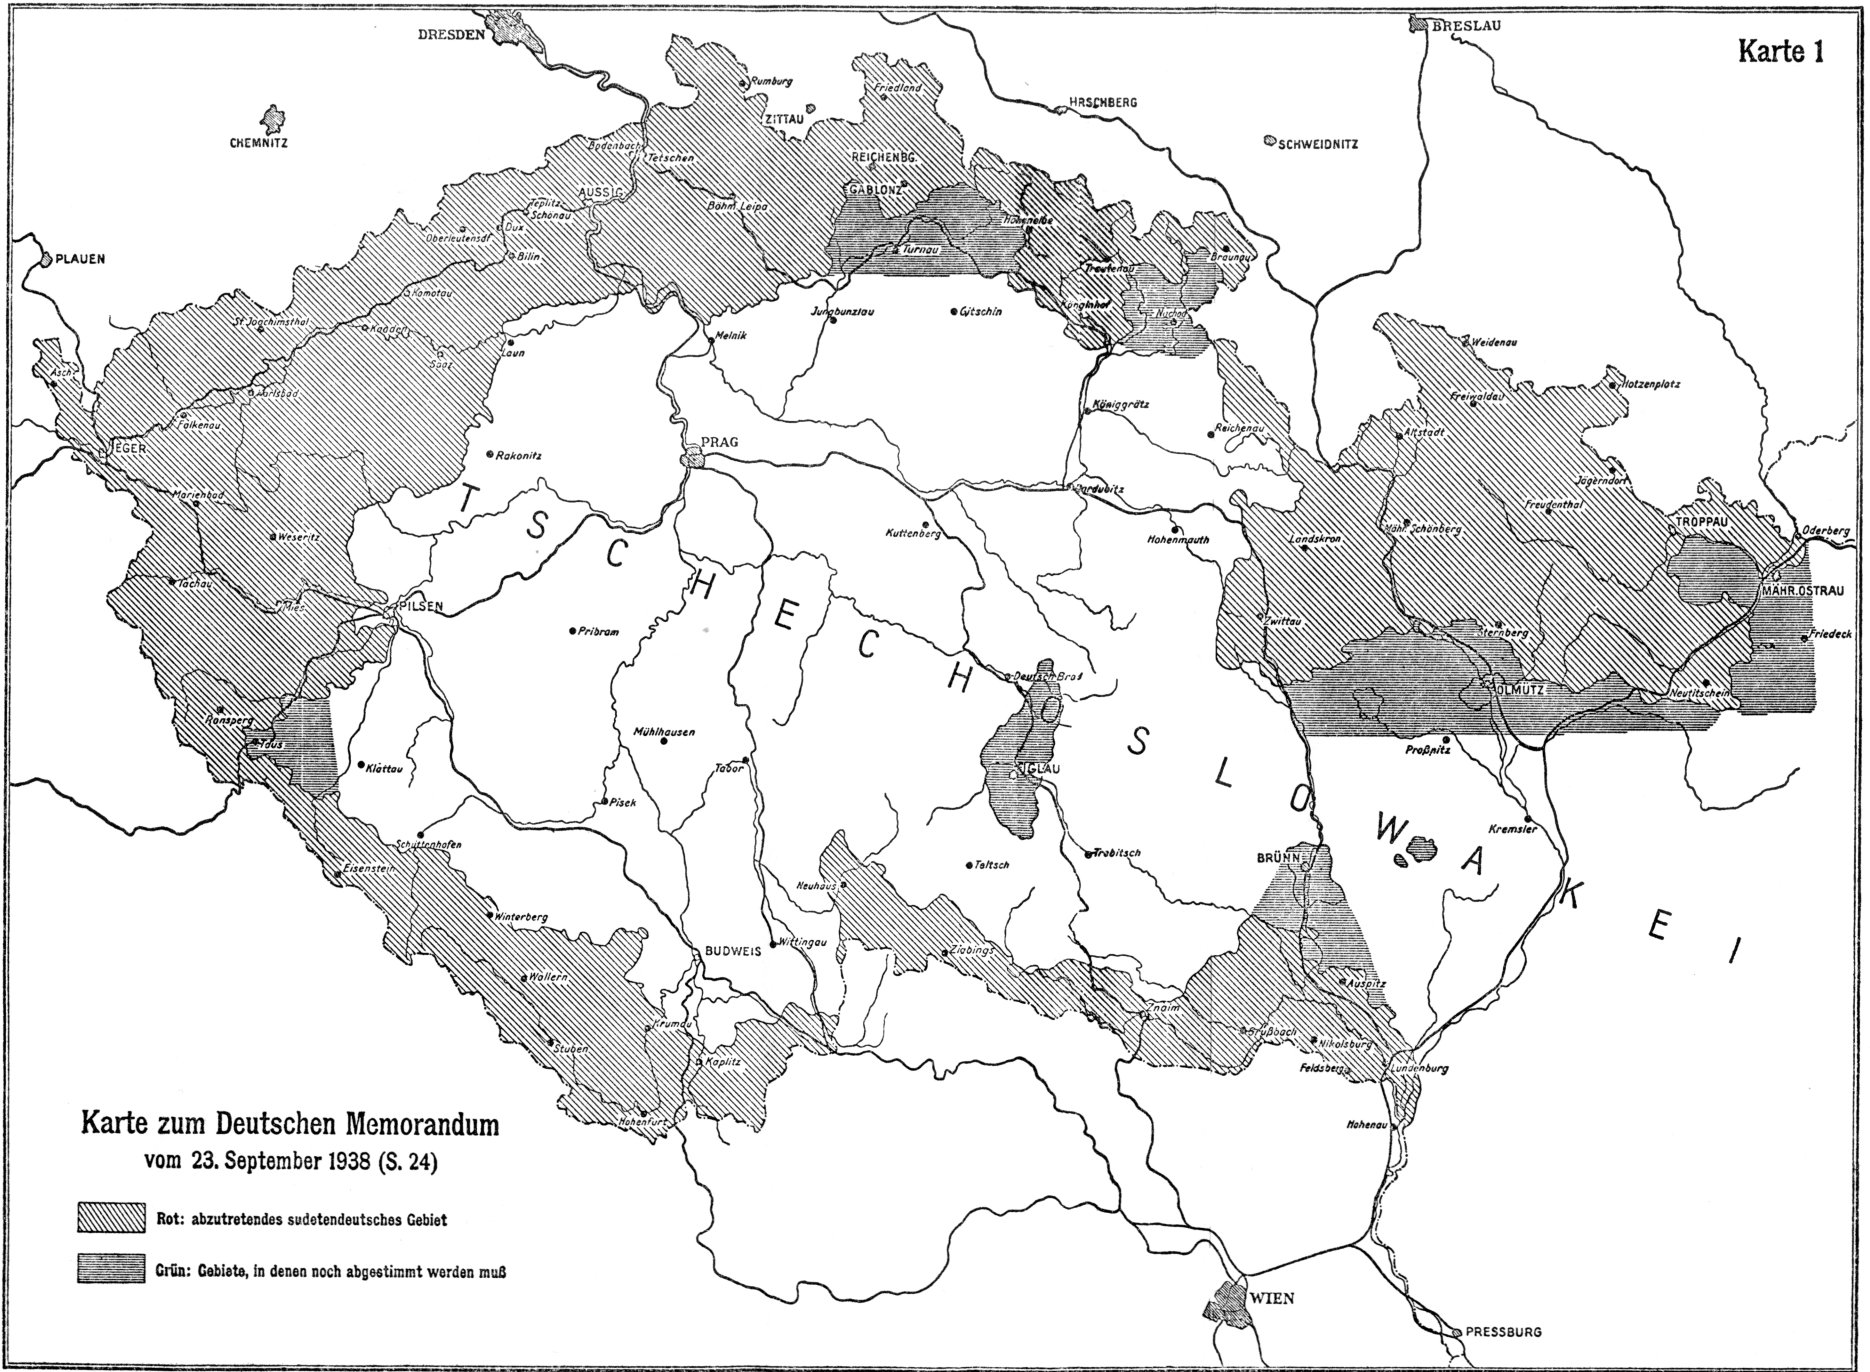 Karte 1
DRESDEN
BRESLAU
CHEMNITZ
Rumburg
ZITTAU
Friedland
HRSCHBERG
SCHWEIDNITZ
Bodenbach
Tetschen
REICHENBG.
GABLONZ
AUSSIG
Teplitz-
Schönau
Böhm. Leipa
Hohenelbe
Dux
Oberleutensdf.
Bilin
Turnau
Braunau
Trautenau
PLAUEN
Komotau
St. Joachimsthal
Kaaden
Jungbunzlau
Gitschin
Königinhof
Nachod
Laun
Melnik
Saaz
Weidenau
Asch
Karlsbad
Hotzenplotz
Freiwaldau
Falkenau
Königgrätz
Reichenau
Altstadt
EGER
PRAG
Rakonitz
Jägerndorf
Marienbad
Pardubitz
Freudenthal
TROPPAU
Mähr. Schönberg
Oderberg
Weseritz
Kuttenberg
Hohenmauth
Landskron
Tachau
Mies
PILSEN
MÄHR. OSTRAU
Pribram
Zwittau
Sternberg
Friedeck
Deutsch Brod
OLMÜTZ
Neutitschein
Ronsperg
Taus
Mühlhausen
Klattau
Tabor
IGLAU
Proßnitz
Pisek
Kremsier
Schüttenhofen
Trebitsch
BRÜNN
Eisenstein
Teltsch
Neuhaus
Winterberg
BUDWEIS
Wittingau
Zlabings
Wallern
Auspitz
Znaim
Krumau
Grußbach
Nikolsburg
Stuben
Kaplitz
Feldsberg
Lundenburg
Hohenfurt
Hohenau
TSCHECHOSLOWAKEI
WIEN
PRESSBURG
Karte zum Deutschen Memorandum
vom 23. September 1938 (S. 24)
Rot: abzutretendes sudetendeutsches Gebiet
Grün: Gebiete, in denen noch abgestimmt werden muß